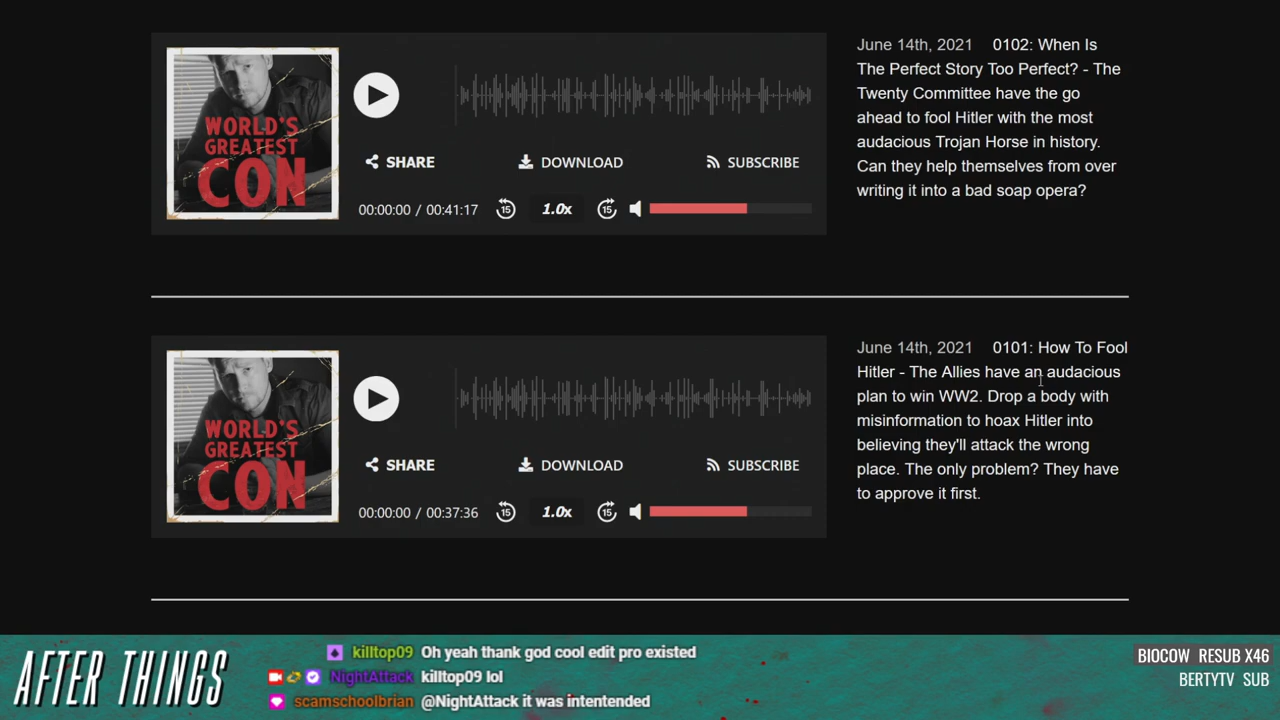 WORLD'S
GREATEST
CON
SHARE
DOWNLOAD
SUBSCRIBE
00:00:00 / 00:41:17
15
1.0x
15
June 14th, 2021 0102: When Is
The Perfect Story Too Perfect? - The
Twenty Committee have the go
ahead to fool Hitler with the most
audacious Trojan Horse in history.
Can they help themselves from over
writing it into a bad soap opera?
WORLD'S
GREATEST
CON
SHARE
DOWNLOAD
SUBSCRIBE
00:00:00 / 00:37:36
15
1.0x
15
June 14th, 2021 0101: How To Fool
Hitler - The Allies have an audacious
plan to win WW2. Drop a body with
misinformation to hoax Hitler into
believing they'll attack the wrong
place. The only problem? They have
to approve it first.
AFTER THINGS
killtop09 Oh yeah thank god cool edit pro existed
NightAttack killtop09 lol
scamschoolbrian @NightAttack it was intentended
BIOCOW RESUB X46
BERTYTV SUB